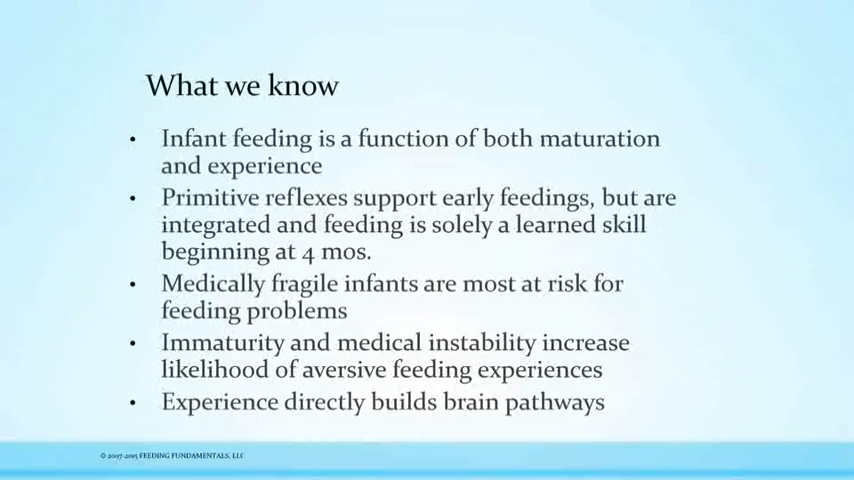 What we know
• Infant feeding is a function of both maturation
and experience
• Primitive reflexes support early feedings, but are
integrated and feeding is solely a learned skill
beginning at 4 mos.
• Medically fragile infants are most at risk for
feeding problems
• Immaturity and medical instability increase
likelihood of aversive feeding experiences
• Experience directly builds brain pathways
© 2007-2015 FEEDING FUNDAMENTALS, LLC